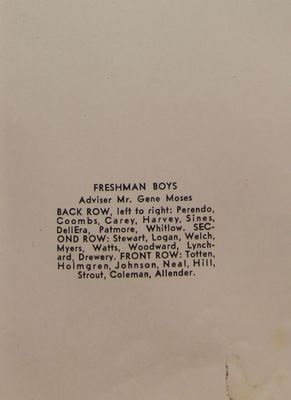 FRESHMAN BOYS
Adviser Mr. Gene Moses
BACK ROW, left to right: Perendo,
Coombs, Carey, Harvey, Sines,
DellEra, Patmore, Whitlow. SEC-
OND ROW: Stewart, Logan, Welch,
Myers, Watts, Woodward, Lynch-
ard, Drewery. FRONT ROW: Totten,
Holmgren, Johnson, Neal, Hill,
Strout, Coleman, Allender.